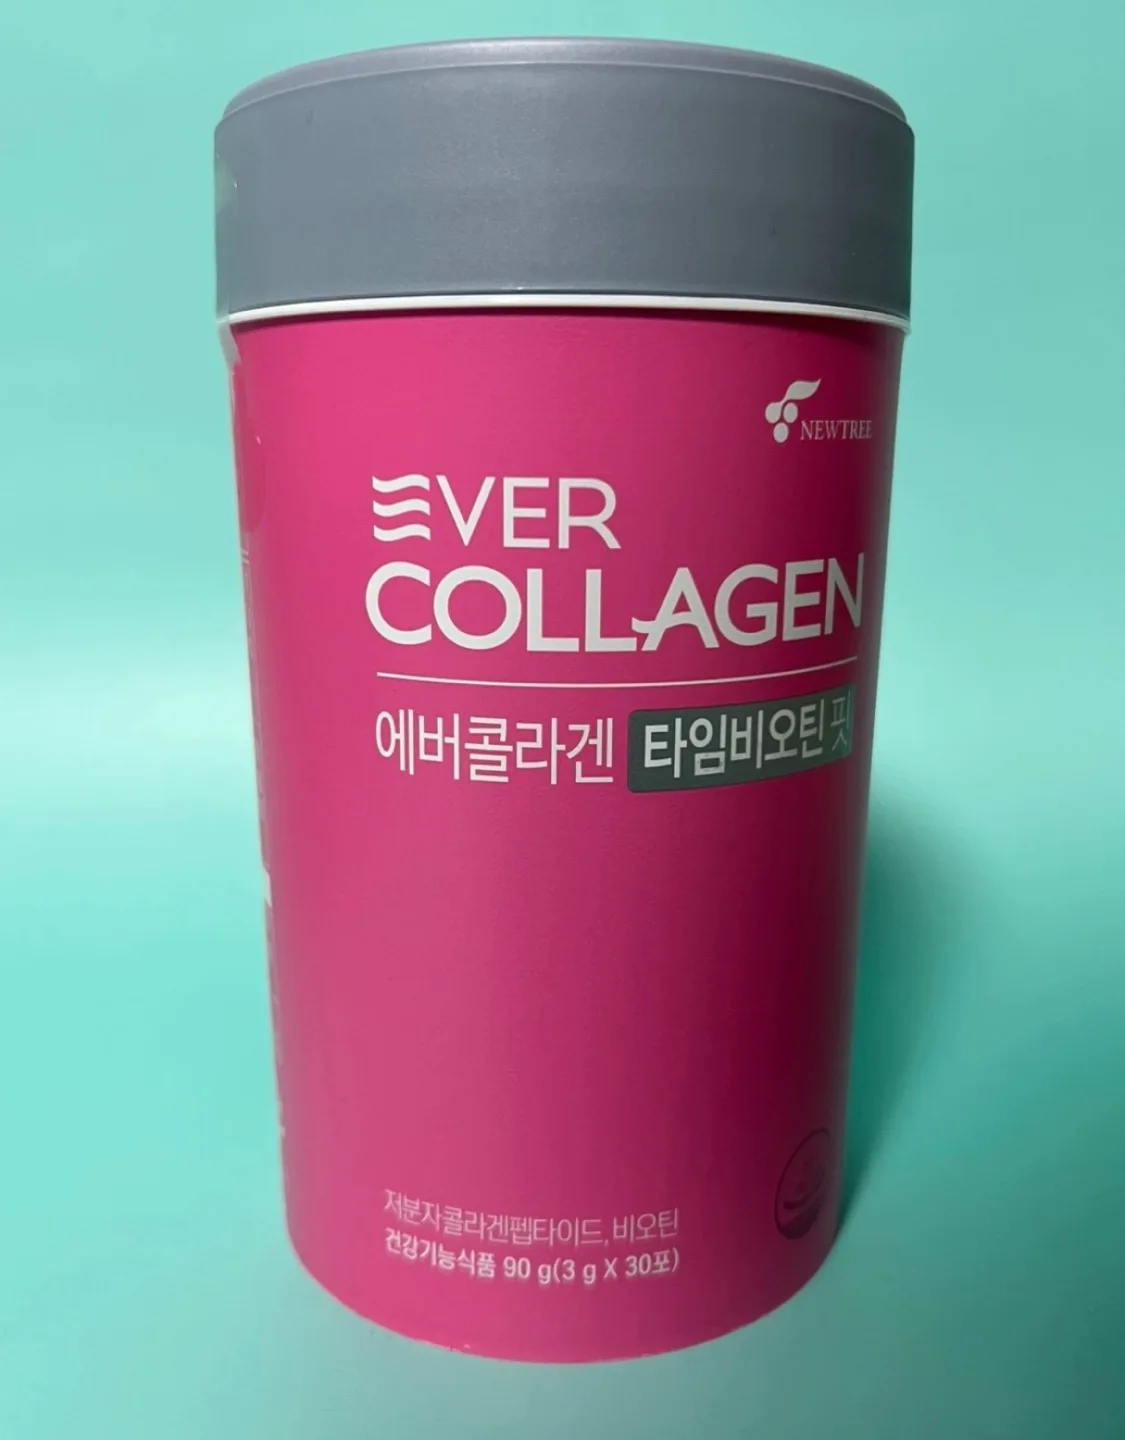 NEWTREE
EVER
COLLAGEN
에버콜라겐 타임비오틴 핏
저분자콜라겐펩타이드, 비오틴
건강기능식품 90 g(3 g X 30포)